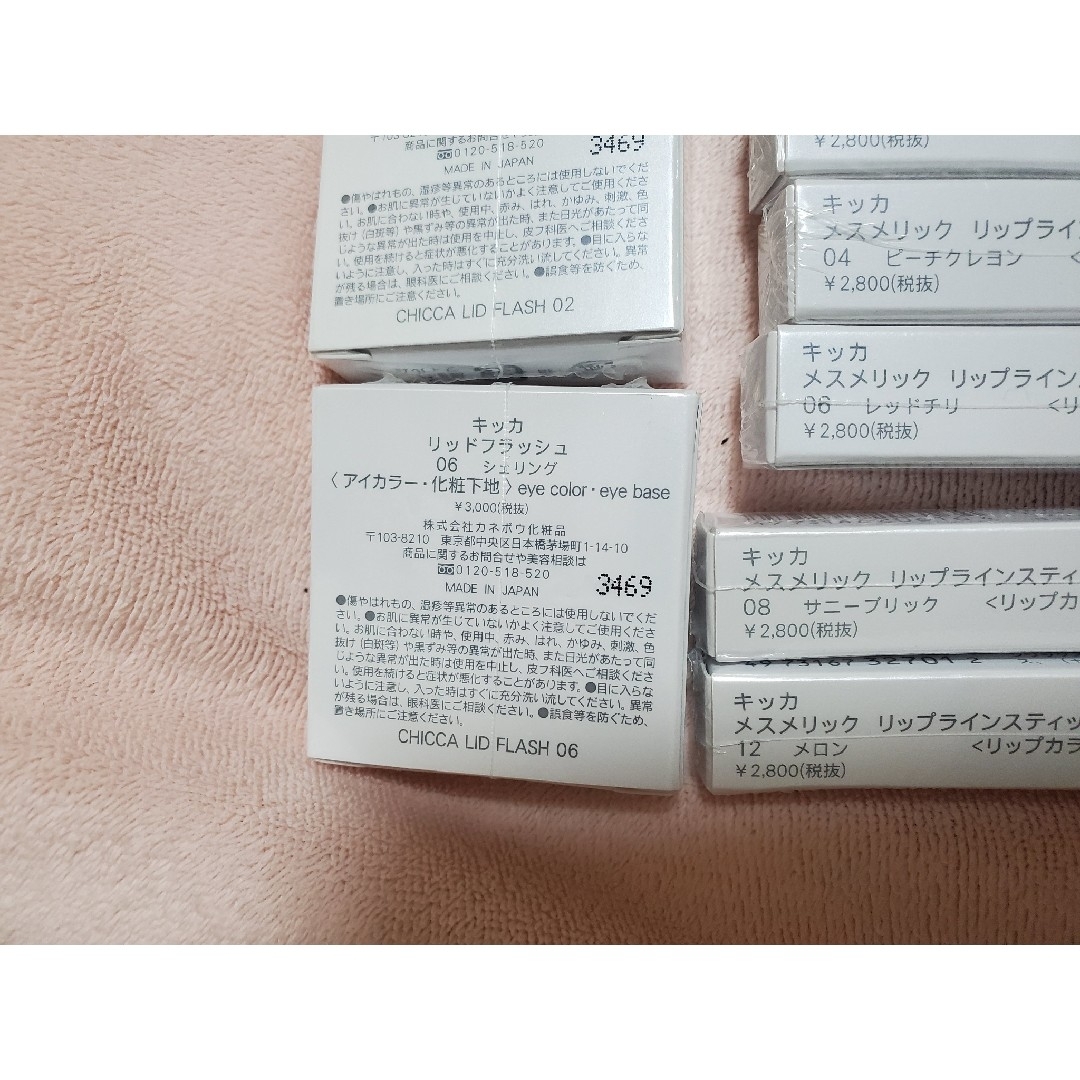 商品に関するお問合せ
0120-518-520
3469
MADE IN JAPAN
●傷やはれもの、湿疹等異常のあるところには使用しないでくだ
さい。●お肌に異常が生じていないかよく注意してご使用くださ
い。お肌に合わない時や、使用中、赤み、はれ、かゆみ、刺激、色
抜け(白斑等)や黒ずみ等の異常が出た時、また日光があたって同
じような異常が出た時は使用を中止し、皮フ科医へご相談くださ
い。使用を続けると症状が悪化することがあります。●目に入らな
いように注意し、入った時はすぐに充分洗い流してください。異常
が残る場合は、眼科医にご相談ください。●誤食等を防ぐため、
置き場所にご注意ください。
CHICCA LID FLASH 02
キッカ
リッドフラッシュ
06 シェリング
〈アイカラー・化粧下地〉eye color・eye base
¥3,000(税抜)
株式会社カネボウ化粧品
〒103-8210 東京都中央区日本橋茅場町1-14-10
商品に関するお問合せや美容相談は
0120-518-520
3469
MADE IN JAPAN
●傷やはれもの、湿疹等異常のあるところには使用しないでくだ
さい。●お肌に異常が生じていないかよく注意してご使用くださ
い。お肌に合わない時や、使用中、赤み、はれ、かゆみ、刺激、色
抜け(白斑等)や黒ずみ等の異常が出た時、また日光があたって同
じような異常が出た時は使用を中止し、皮フ科医へご相談くださ
い。使用を続けると症状が悪化することがあります。●目に入らな
いように注意し、入った時はすぐに充分洗い流してください。異常
が残る場合は、眼科医にご相談ください。●誤食等を防ぐため、
置き場所にご注意ください。
CHICCA LID FLASH 06
¥2,800(税抜)
キッカ
メスメリック リップライン
04 ピーチクレヨン <
¥2,800(税抜)
キッカ
メスメリック リップラインス
06 レッドチリ <リ
¥2,800(税抜)
キッカ
メスメリック リップラインスティ
08 サニーブリック <リップカ
¥2,800(税抜)
キッカ
メスメリック リップラインスティッ
12 メロン <リップカラ
¥2,800(税抜)